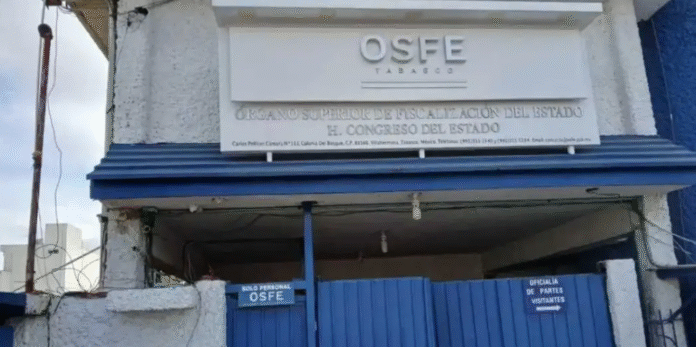 OSFE
TABASCO
ÓRGANO SUPERIOR DE FISCALIZACIÓN DEL ESTADO
H. CONGRESO DEL ESTADO
SOLO PERSONAL
OSFE
OFICIALIA
DE PARTES
VISITANTES